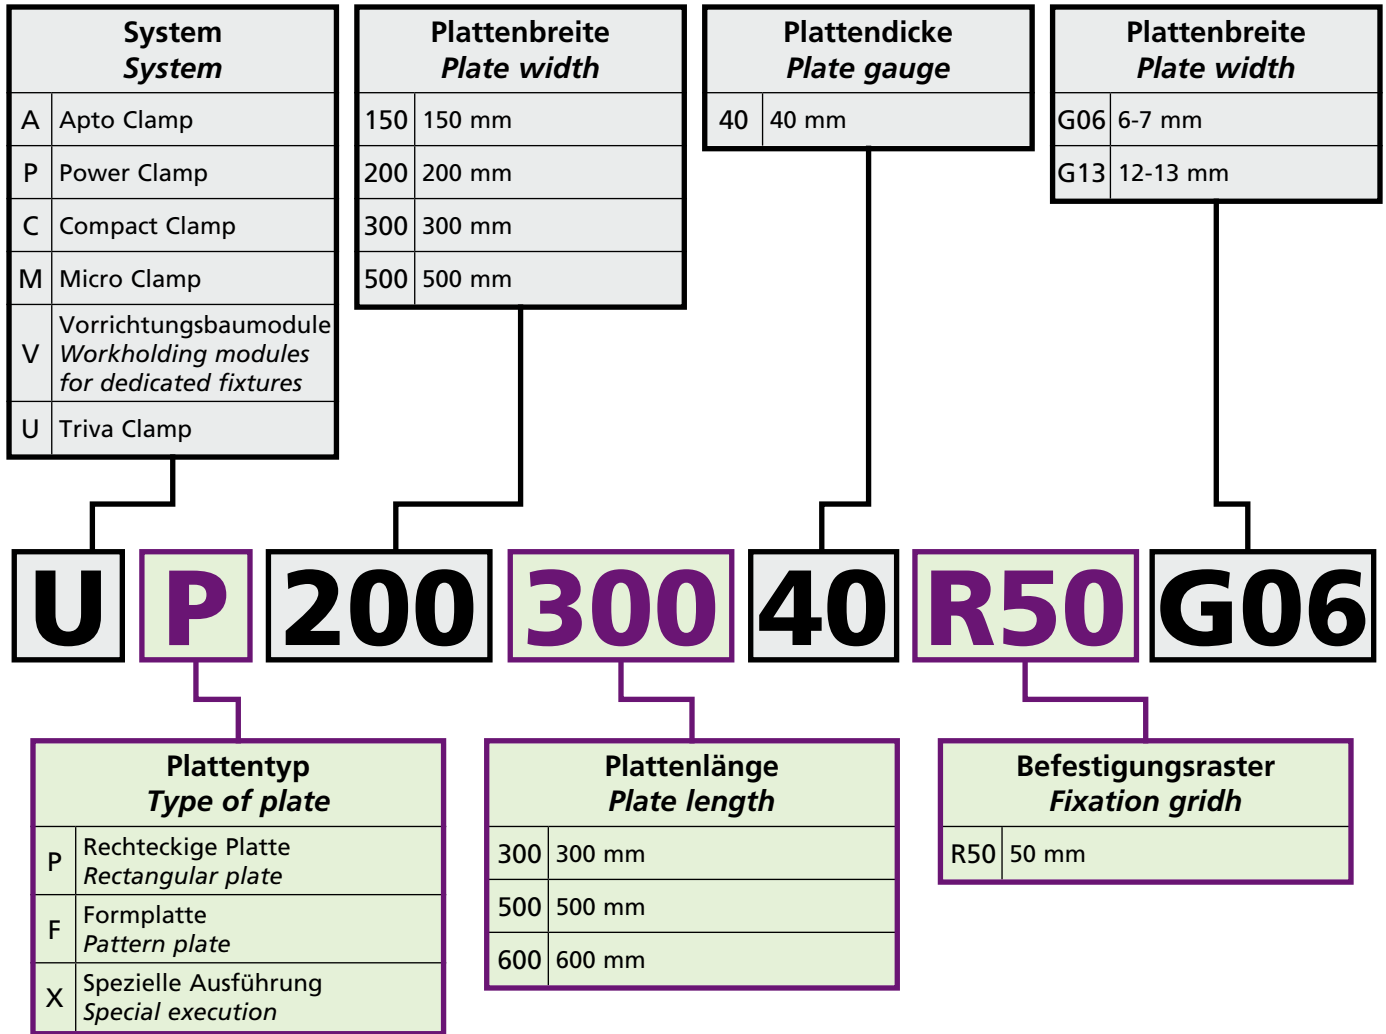 System
System
A Apto Clamp
P Power Clamp
C Compact Clamp
M Micro Clamp
V Vorrichtungsbaumodule
Workholding modules
for dedicated fixtures
U Triva Clamp
Plattenbreite
Plate width
150 150 mm
200 200 mm
300 300 mm
500 500 mm
Plattendicke
Plate gauge
40 40 mm
Plattenbreite
Plate width
G06 6-7 mm
G13 12-13 mm
U P 200 300 40 R50 G06
Plattentyp
Type of plate
P Rechteckige Platte
Rectangular plate
F Formplatte
Pattern plate
X Spezielle Ausführung
Special execution
Plattenlänge
Plate length
300 300 mm
500 500 mm
600 600 mm
Befestigungsraster
Fixation gridh
R50 50 mm